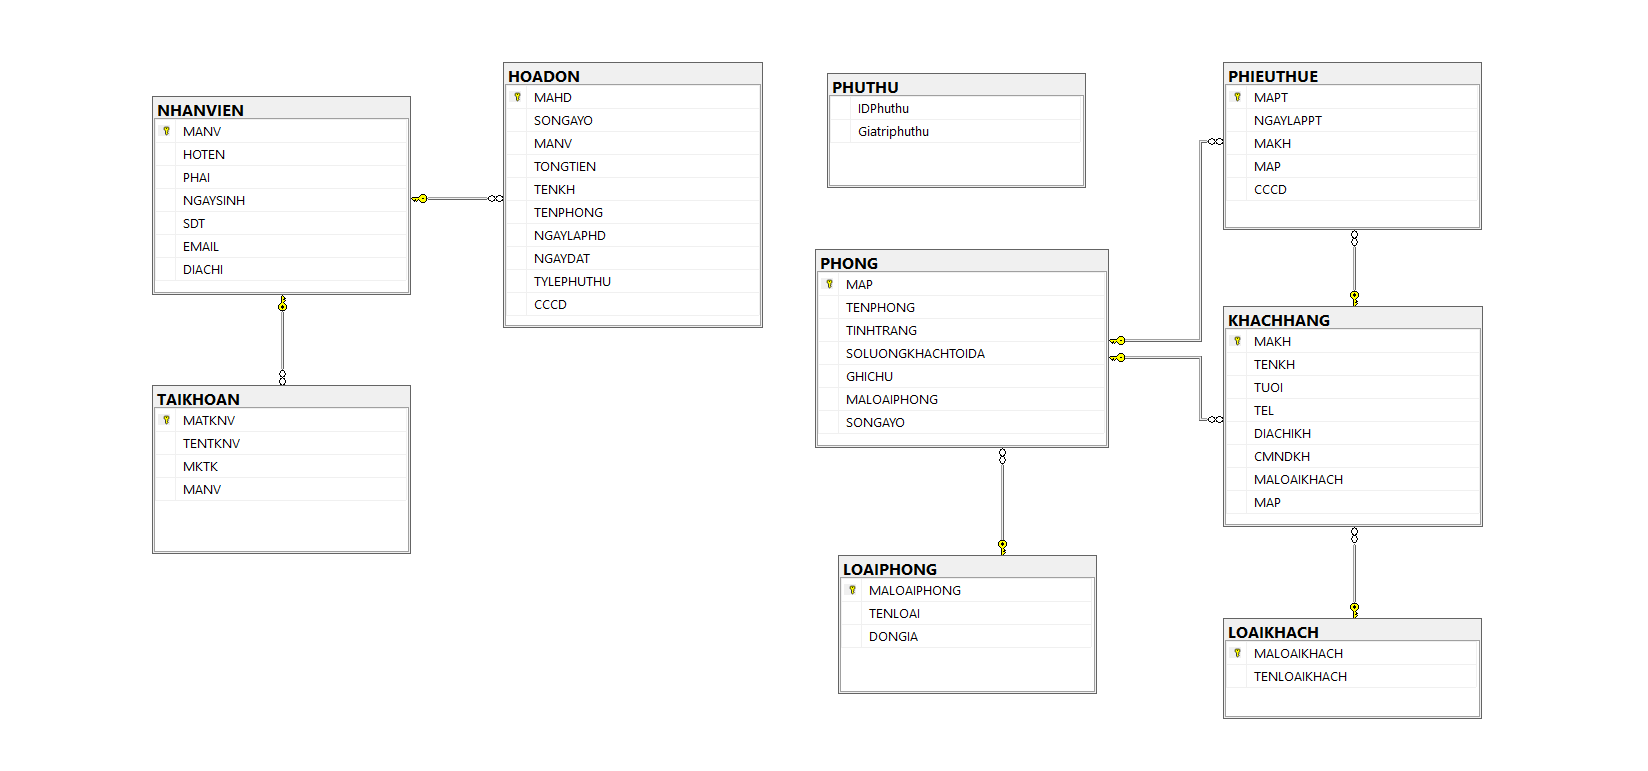 NHANVIEN
MANV
HOTEN
PHAI
NGAYSINH
SDT
EMAIL
DIACHI
TAIKHOAN
MATKNV
TENTKNV
MKTK
MANV
HOADON
MAHD
SONGAYO
MANV
TONGTIEN
TENKH
TENPHONG
NGAYLAPHD
NGAYDAT
TYLEPHUTHU
CCCD
PHUTHU
IDPhuthu
Giatriphuthu
PHONG
MAP
TENPHONG
TINHTRANG
SOLUONGKHACHTOIDA
GHICHU
MALOAIPHONG
SONGAYO
LOAIPHONG
MALOAIPHONG
TENLOAI
DONGIA
PHIEUTHUE
MAPT
NGAYLAPPT
MAKH
MAP
CCCD
KHACHHANG
MAKH
TENKH
TUOI
TEL
DIACHIKH
CMNDKH
MALOAIKHACH
MAP
LOAIKHACH
MALOAIKHACH
TENLOAIKHACH